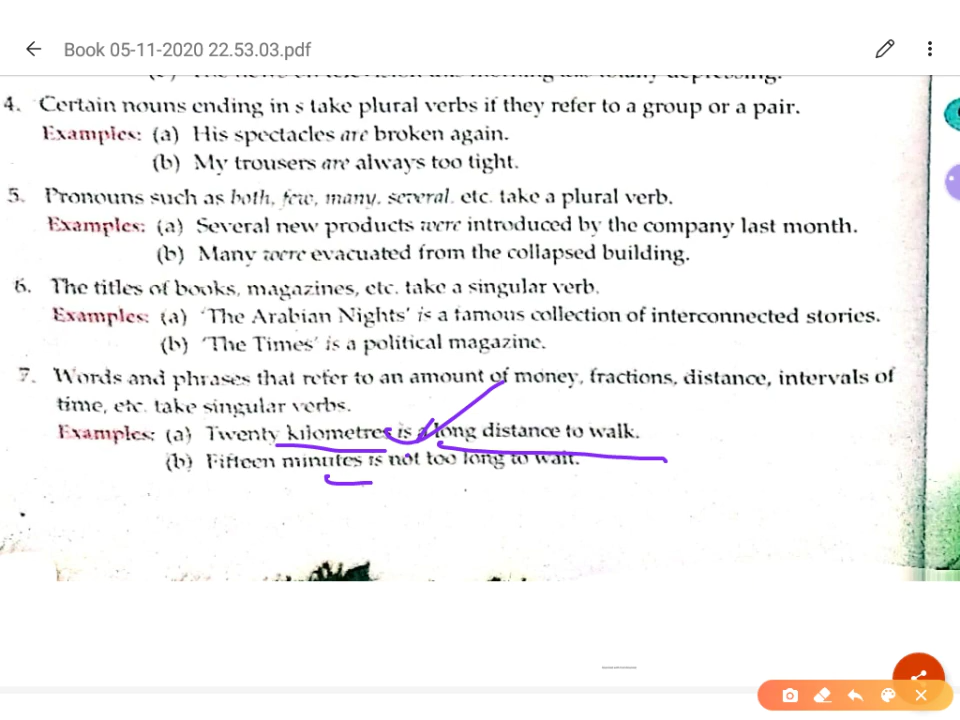 Book 05-11-2020 22.53.03.pdf
4. Certain nouns ending in s take plural verbs if they refer to a group or a pair.
Examples: (a) His spectacles are broken again.
(b) My trousers are always too tight.
5. Pronouns such as both, few, many, several, etc. take a plural verb.
Examples: (a) Several new products were introduced by the company last month.
(b) Many were evacuated from the collapsed building.
6. The titles of books, magazines, etc. take a singular verb.
Examples: (a) 'The Arabian Nights' is a famous collection of interconnected stories.
(b) 'The Times' is a political magazine.
7. Words and phrases that refer to an amount of money, fractions, distance, intervals of
time, etc. take singular verbs.
Examples: (a) Twenty kilometres is a long distance to walk.
(b) Fifteen minutes is not too long to wait.